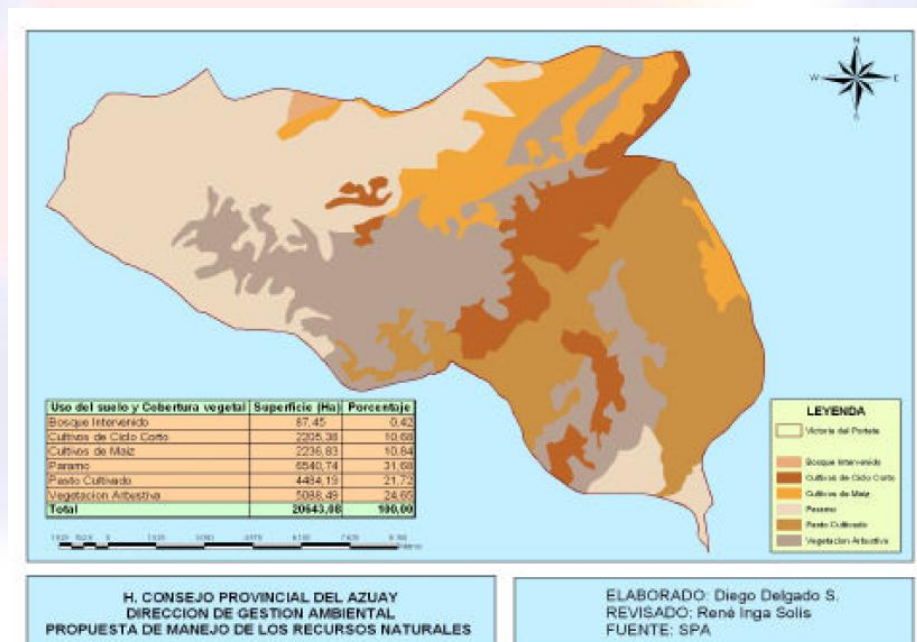 N
W E
S
Uso del suelo y Cobertura vegetal Superficie (Ha) Porcentaje
Bosque Intervenido 87,45 0,42
Cultivos de Ciclo Corto 2205,38 10,68
Cultivos de Maiz 2236,83 10,84
Paramo 6540,74 31,68
Pasto Cultivado 4484,19 21,72
Vegetacion Arbustiva 5088,49 24,65
Total 20643,08 100,00
LEYENDA
Victoria del Portete
Bosque Intervenido
Cultivos de Ciclo Corto
Cultivos de Maiz
Paramo
Pasto Cultivado
Vegetacion Arbustiva
H. CONSEJO PROVINCIAL DEL AZUAY
DIRECCION DE GESTION AMBIENTAL
PROPUESTA DE MANEJO DE LOS RECURSOS NATURALES
ELABORADO: Diego Delgado S.
REVISADO: René Inga Solis
FUENTE: SPA